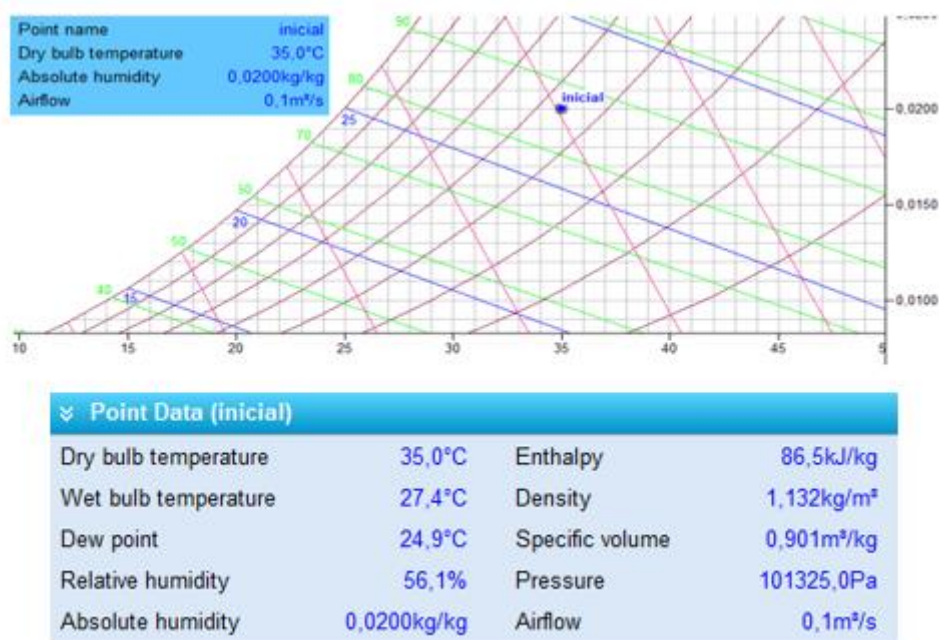 Point name inicial
Dry bulb temperature 35,0°C
Absolute humidity 0,0200kg/kg
Airflow 0,1m³/s
90
80
inicial
0,0200
25
70
0,0150
20
50
40
15
0,0100
10 15 20 25 30 35 40 45 5
Point Data (inicial)
Dry bulb temperature 35,0°C Enthalpy 86,5kJ/kg
Wet bulb temperature 27,4°C Density 1,132kg/m³
Dew point 24,9°C Specific volume 0,901m³/kg
Relative humidity 56,1% Pressure 101325,0Pa
Absolute humidity 0,0200kg/kg Airflow 0,1m³/s